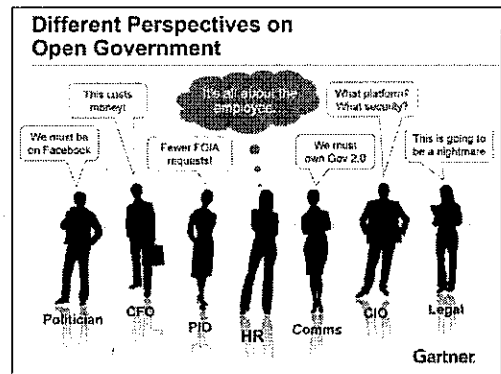 Different Perspectives on
Open Government
This costs
money!
It's all about the
employee...
What platform?
What security?
We must be
on Facebook
Fewer FOIA
requests!
We must
own Gov 2.0
This is going to
be a nightmare
Politician
CFO
PIO
HR
Comms
CIO
Legal
Gartner